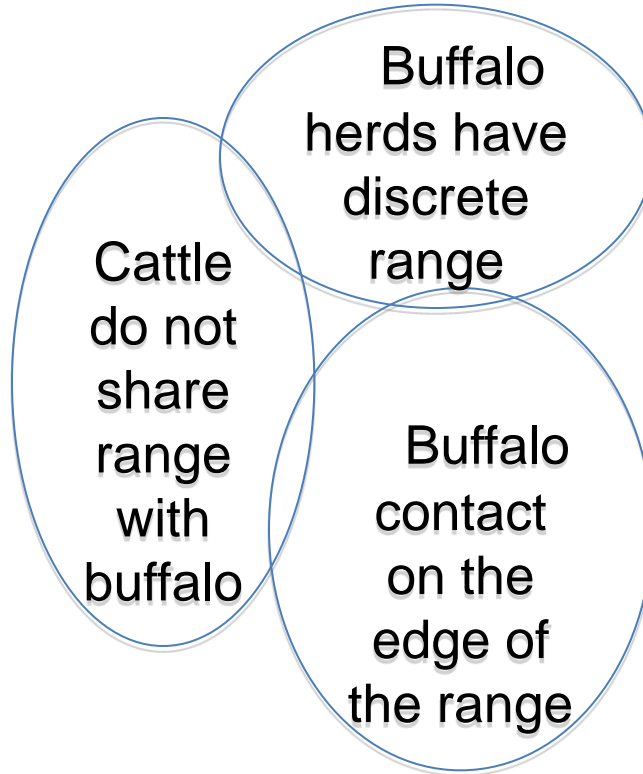 Buffalo
herds have
discrete
range
Cattle
do not
share
range
with
buffalo
Buffalo
contact
on the
edge of
the range